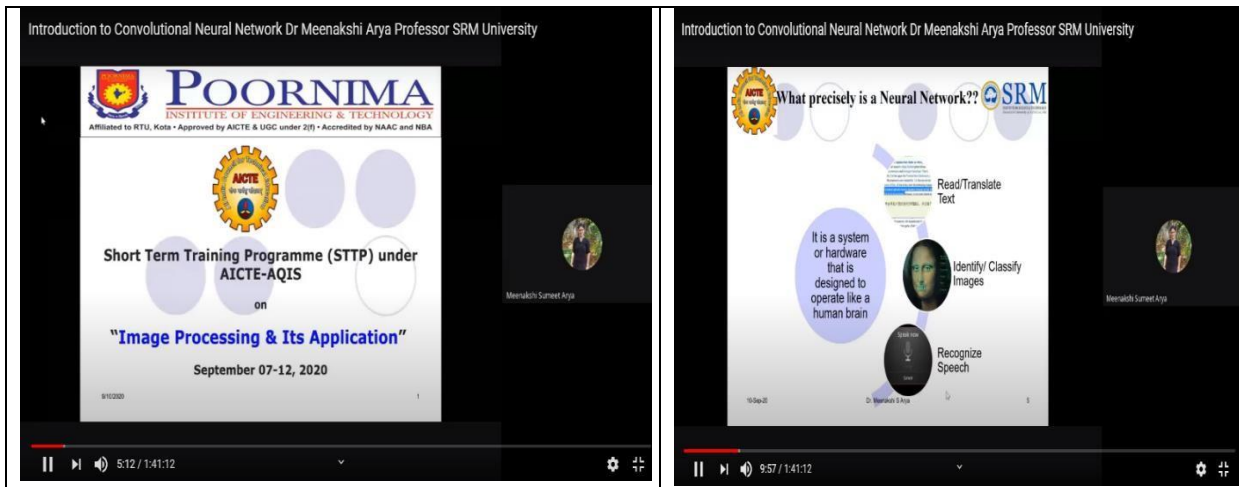 Introduction to Convolutional Neural Network Dr Meenakshi Arya Professor SRM University
POORNIMA
INSTITUTE OF ENGINEERING & TECHNOLOGY
Affiliated to RTU, Kota • Approved by AICTE & UGC under 2(f) • Accredited by NAAC and NBA
AICTE
Short Term Training Programme (STTP) under
AICTE-AQIS
on
"Image Processing & Its Application"
September 07-12, 2020
9/10/2020
1
Meenakshi Sumeet Arya
5:12 / 1:41:12
Introduction to Convolutional Neural Network Dr Meenakshi Arya Professor SRM University
AICTE
What precisely is a Neural Network??
SRM
Read/Translate
Text
It is a system
or hardware
that is
designed to
operate like a
human brain
Identify/ Classify
Images
Speak now
Recognize
Speech
10-Sep-20
Dr. Meenakshi S Arya
Meenakshi Sumeet Arya
9:57 / 1:41:12